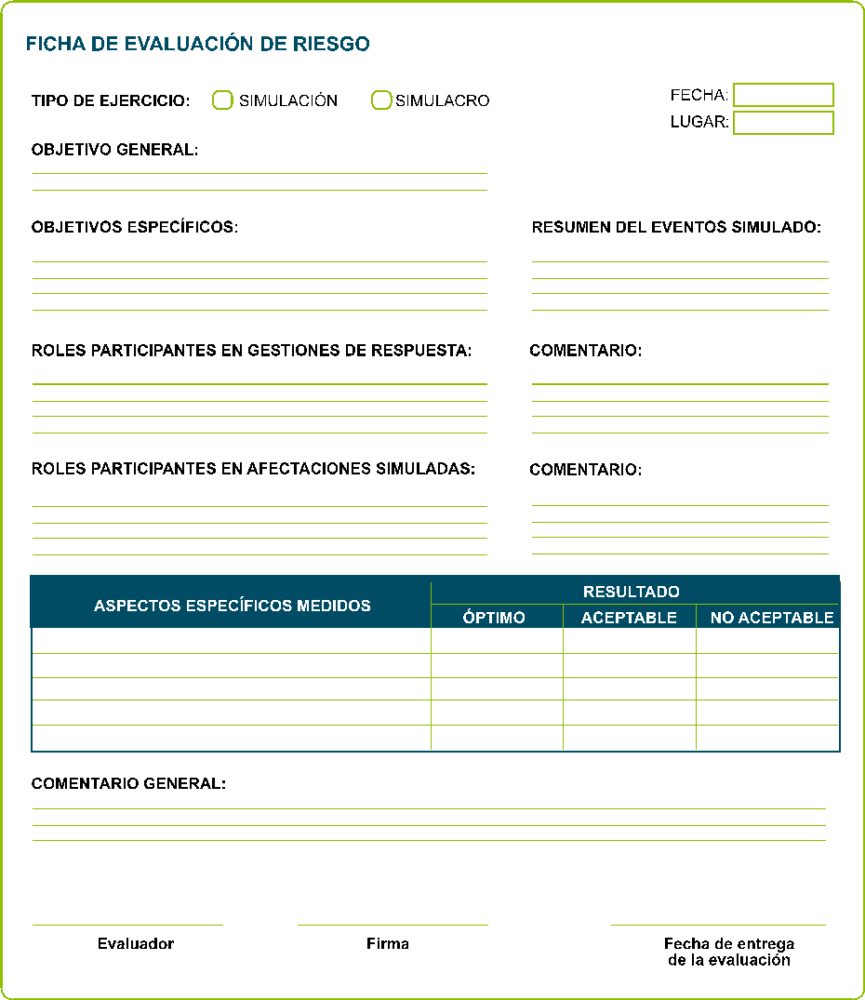 FICHA DE EVALUACIÓN DE RIESGO
TIPO DE EJERCICIO: SIMULACIÓN SIMULACRO
FECHA:
LUGAR:
OBJETIVO GENERAL:
OBJETIVOS ESPECÍFICOS:
RESUMEN DEL EVENTOS SIMULADO:
ROLES PARTICIPANTES EN GESTIONES DE RESPUESTA:
COMENTARIO:
ROLES PARTICIPANTES EN AFECTACIONES SIMULADAS:
COMENTARIO:
ASPECTOS ESPECÍFICOS MEDIDOS
RESULTADO
ÓPTIMO
ACEPTABLE
NO ACEPTABLE
COMENTARIO GENERAL:
Evaluador
Firma
Fecha de entrega
de la evaluación